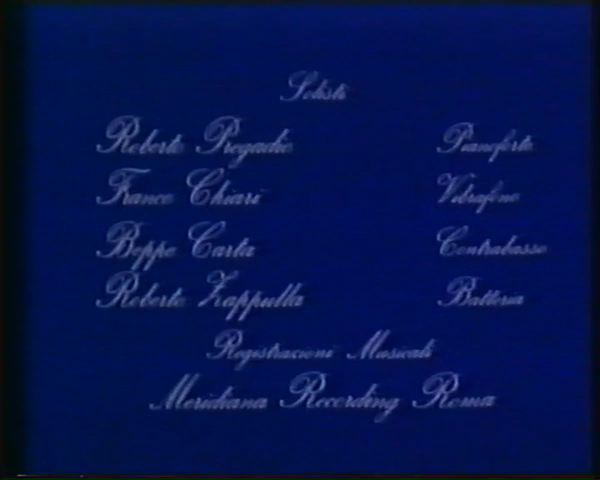 Solisti
Roberto Pregadio Pianoforte
Franco Chiari Vibrafono
Beppe Carta Contrabasso
Roberto Zappulla Batteria
Registrazioni Musicali
Meridiana Recording Roma